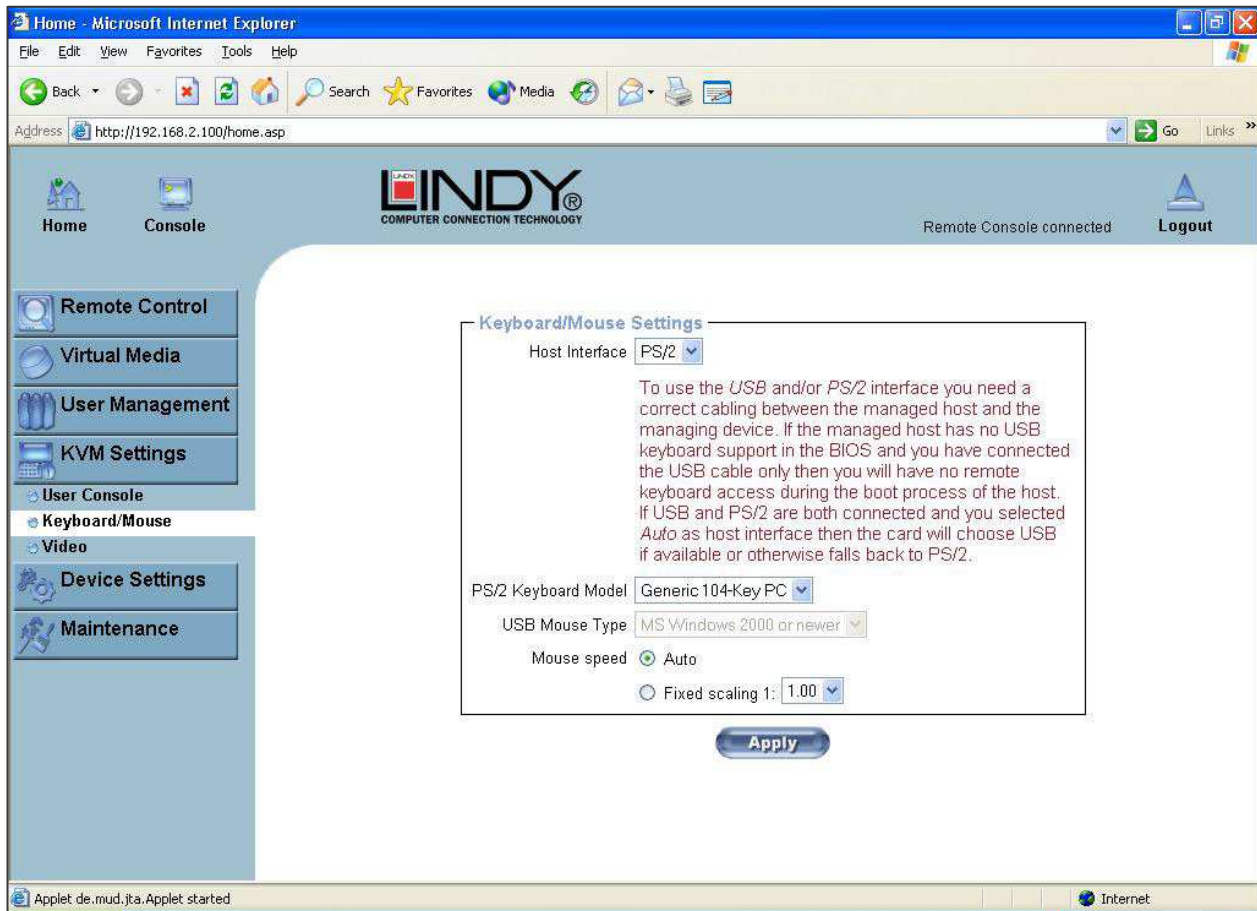 Home - Microsoft Internet Explorer
File Edit View Favorites Tools Help
Back Search Favorites Media
Address http://192.168.2.100/home.asp Go Links »
Home Console
LINDY
LINDY®
COMPUTER CONNECTION TECHNOLOGY
Remote Console connected Logout
Remote Control
Virtual Media
User Management
KVM Settings
User Console
Keyboard/Mouse
Video
Device Settings
Maintenance
Keyboard/Mouse Settings
Host Interface PS/2
To use the USB and/or PS/2 interface you need a
correct cabling between the managed host and the
managing device. If the managed host has no USB
keyboard support in the BIOS and you have connected
the USB cable only then you will have no remote
keyboard access during the boot process of the host.
If USB and PS/2 are both connected and you selected
Auto as host interface then the card will choose USB
if available or otherwise falls back to PS/2.
PS/2 Keyboard Model Generic 104-Key PC
USB Mouse Type MS Windows 2000 or newer
Mouse speed Auto
Fixed scaling 1: 1.00
Apply
Applet de.mud.jta.Applet started Internet